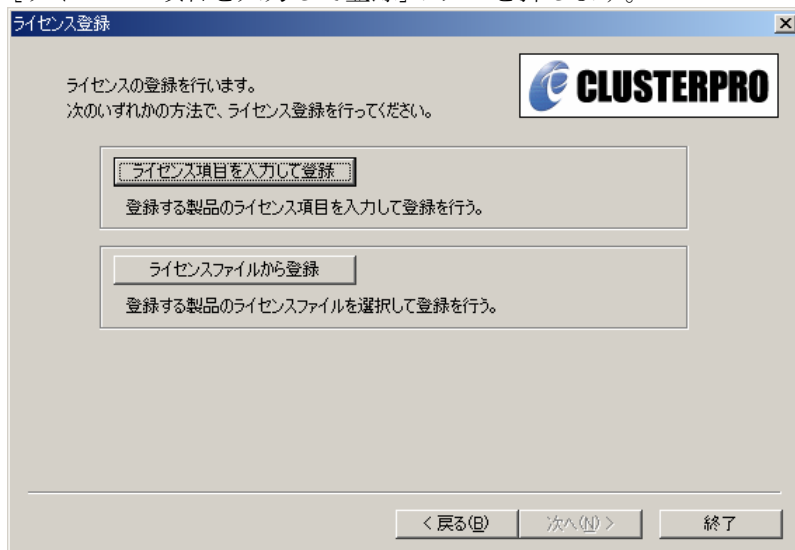 ライセンス登録
ライセンスの登録を行います。
次のいずれかの方法で、ライセンス登録を行ってください。
CLUSTERPRO
ライセンス項目を入力して登録
登録する製品のライセンス項目を入力して登録を行う。
ライセンスファイルから登録
登録する製品のライセンスファイルを選択して登録を行う。
< 戻る(B) 次へ(N) > 終了